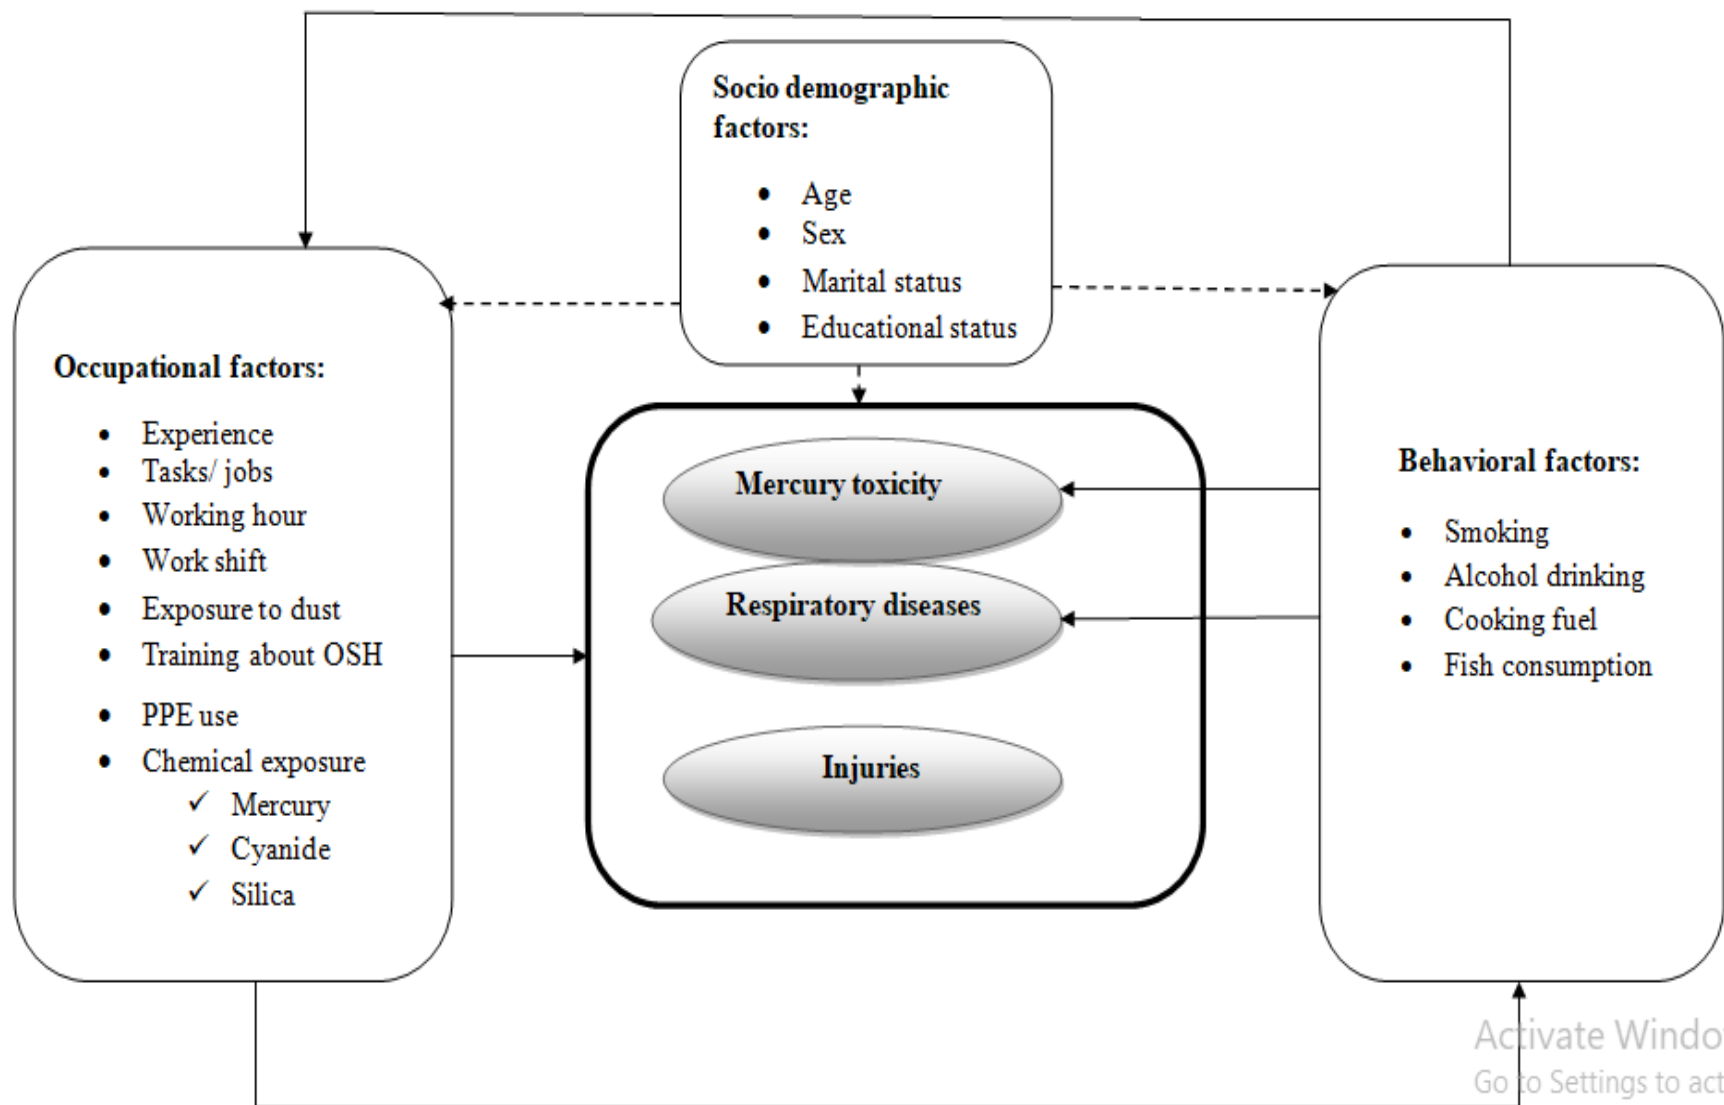 Socio demographic
factors:
• Age
• Sex
• Marital status
• Educational status
Occupational factors:
• Experience
• Tasks/ jobs
• Working hour
• Work shift
• Exposure to dust
• Training about OSH
• PPE use
• Chemical exposure
✓ Mercury
✓ Cyanide
✓ Silica
Mercury toxicity
Respiratory diseases
Injuries
Behavioral factors:
• Smoking
• Alcohol drinking
• Cooking fuel
• Fish consumption
Activate Windo
Go to Settings to act